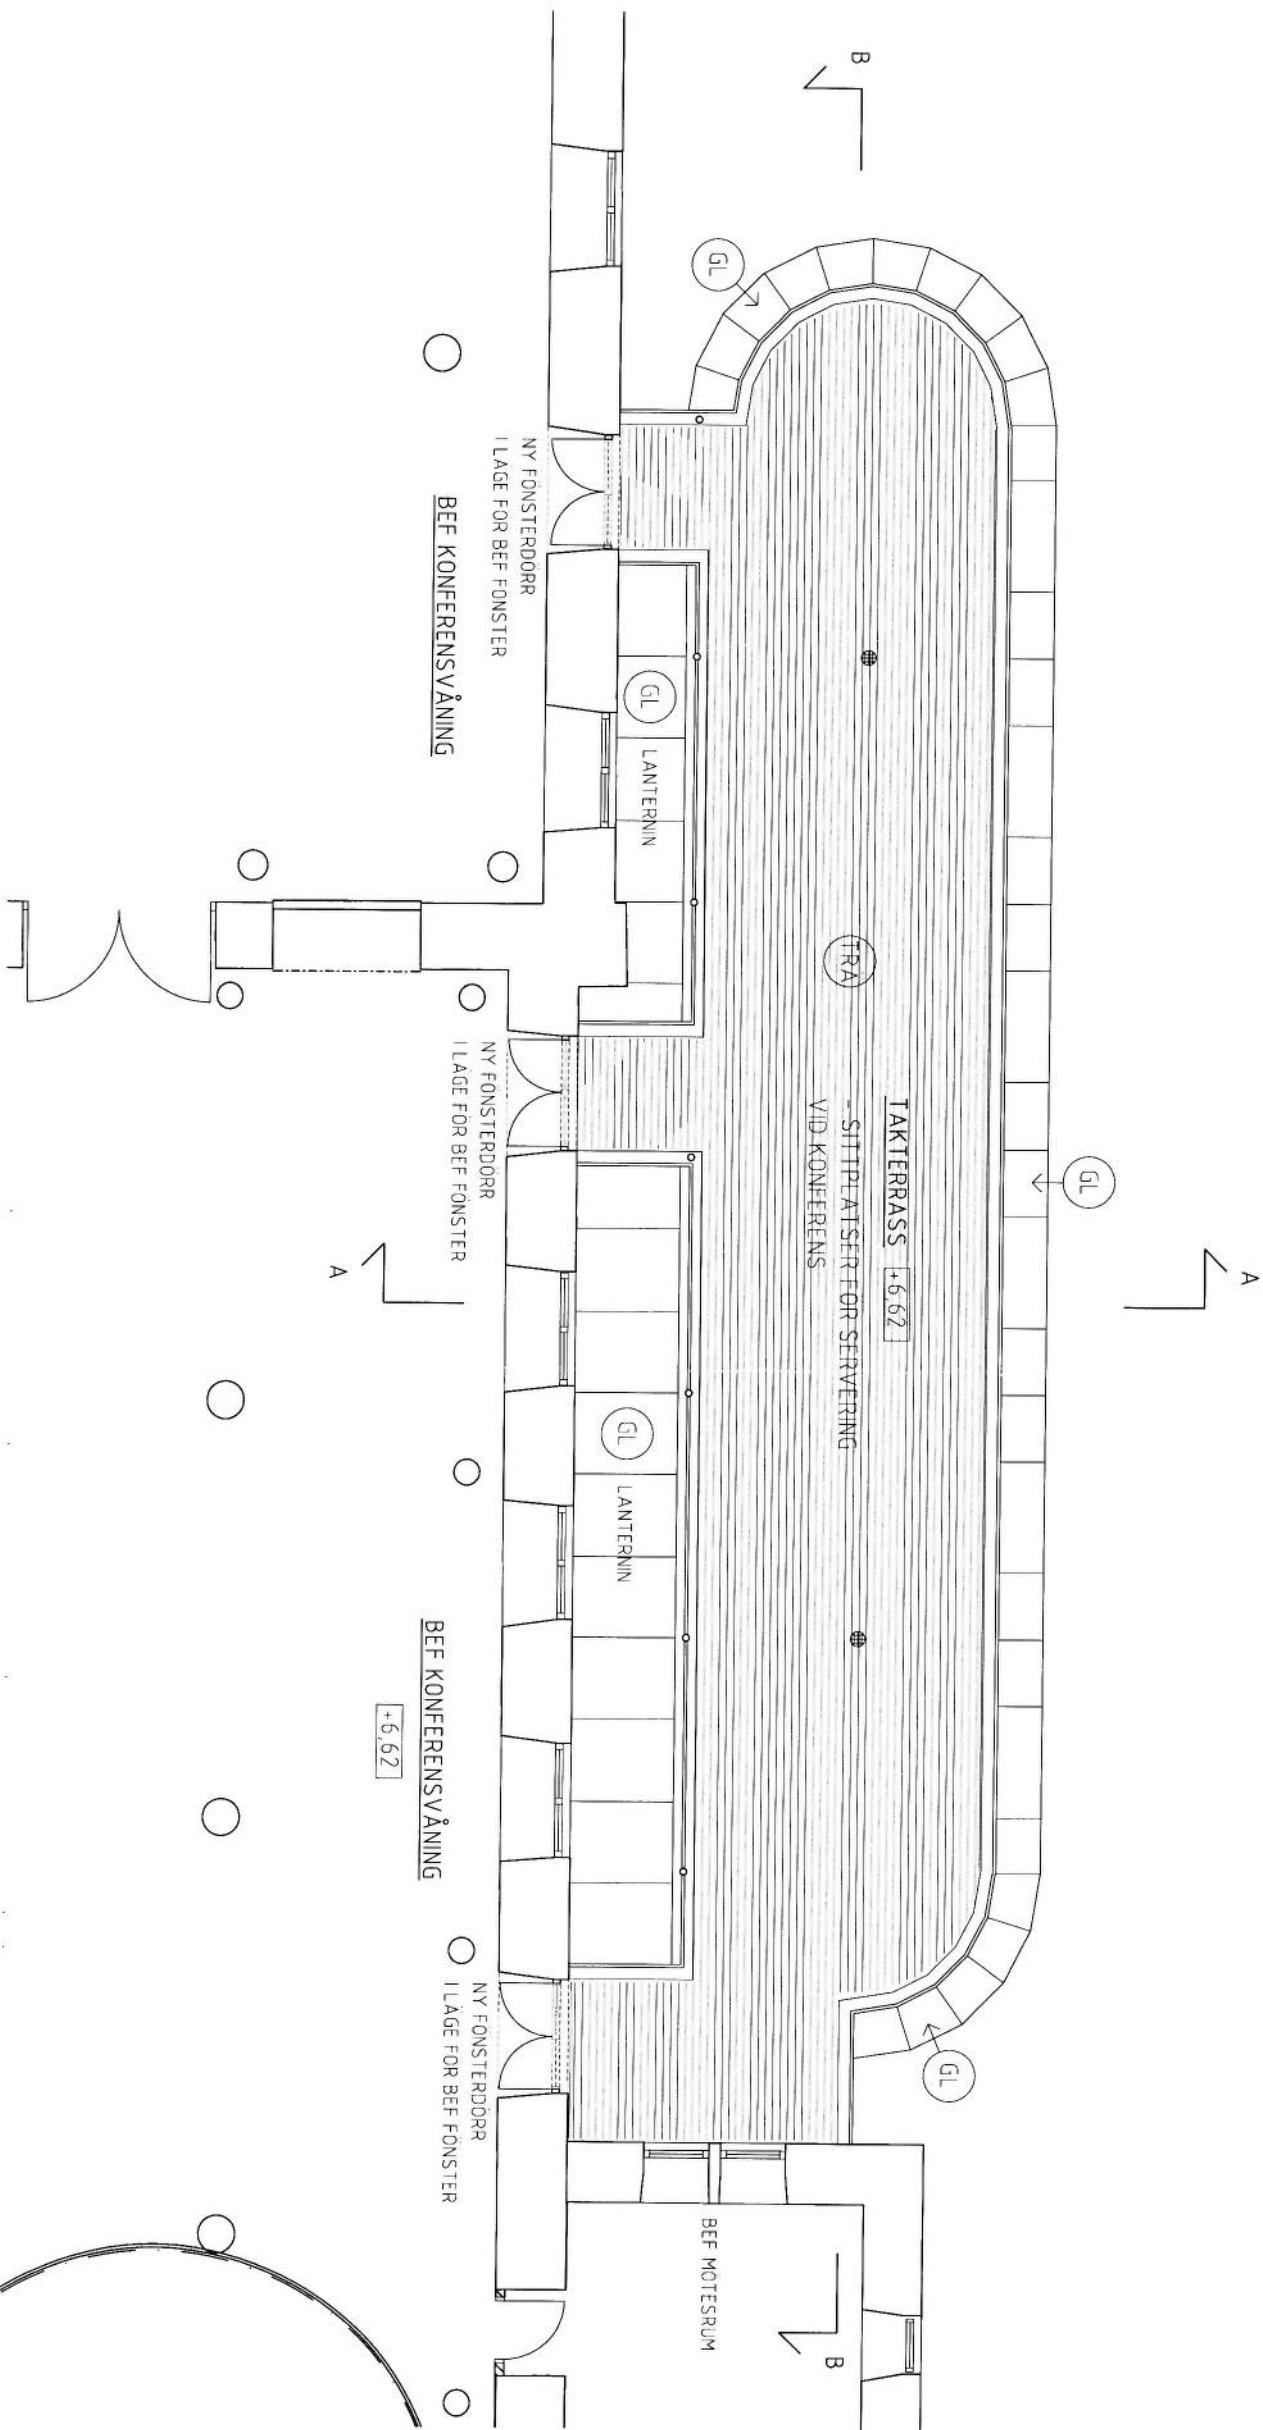 B
GL
NY FÖNSTERDÖRR
I LÄGE FÖR BEF FÖNSTER
BEF KONFERENSVÅNING
GL
LANTERNIN
TRÄ
TAKTERRASS +6,62
- SITTPLATSER FÖR SERVERING
VID KONFERENS
GL
NY FÖNSTERDÖRR
I LÄGE FÖR BEF FÖNSTER
A
A
GL
LANTERNIN
BEF KONFERENSVÅNING
+6,62
NY FÖNSTERDÖRR
I LÄGE FÖR BEF FÖNSTER
GL
BEF MÖTESRUM
B